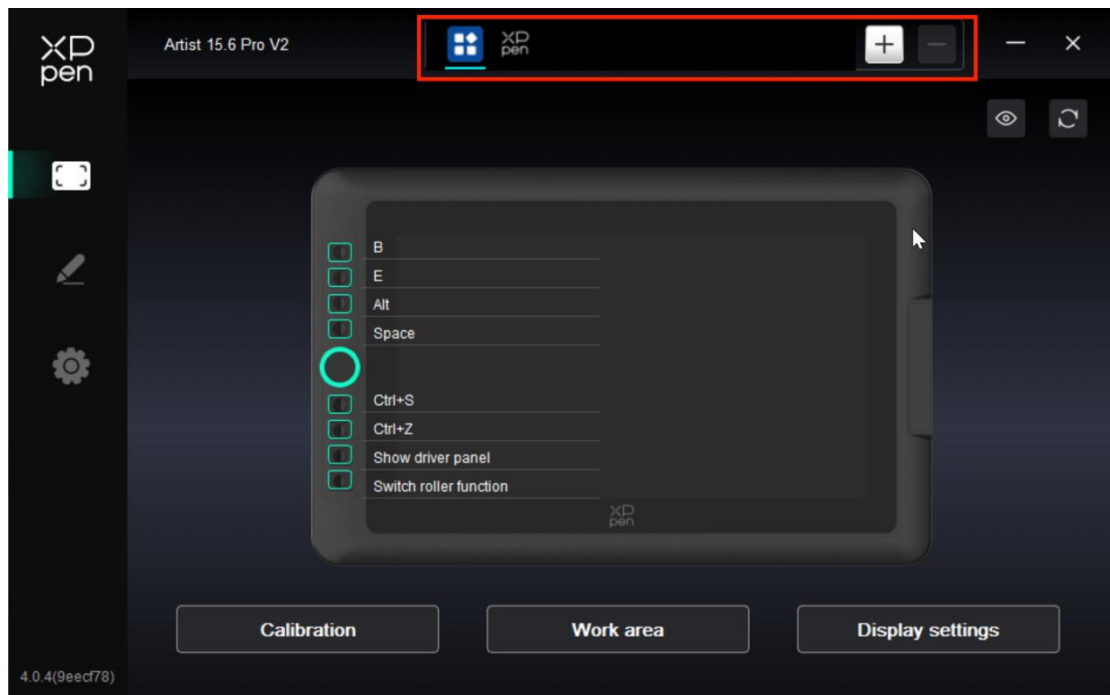 XP
pen
Artist 15.6 Pro V2
XP
pen
B
E
Alt
Space
Ctrl+S
Ctrl+Z
Show driver panel
Switch roller function
XP
pen
Calibration
Work area
Display settings
4.0.4(9eecf78)